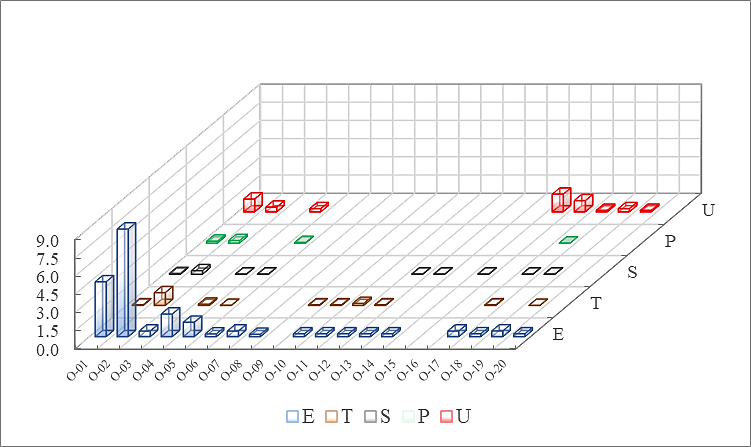 9.0
7.5
6.0
4.5
3.0
1.5
0.0
U
P
S
T
E
O-01
O-02
O-03
O-04
O-05
O-06
O-07
O-08
O-09
O-10
O-11
O-12
O-13
O-14
O-15
O-16
O-17
O-18
O-19
O-20
E T S P U